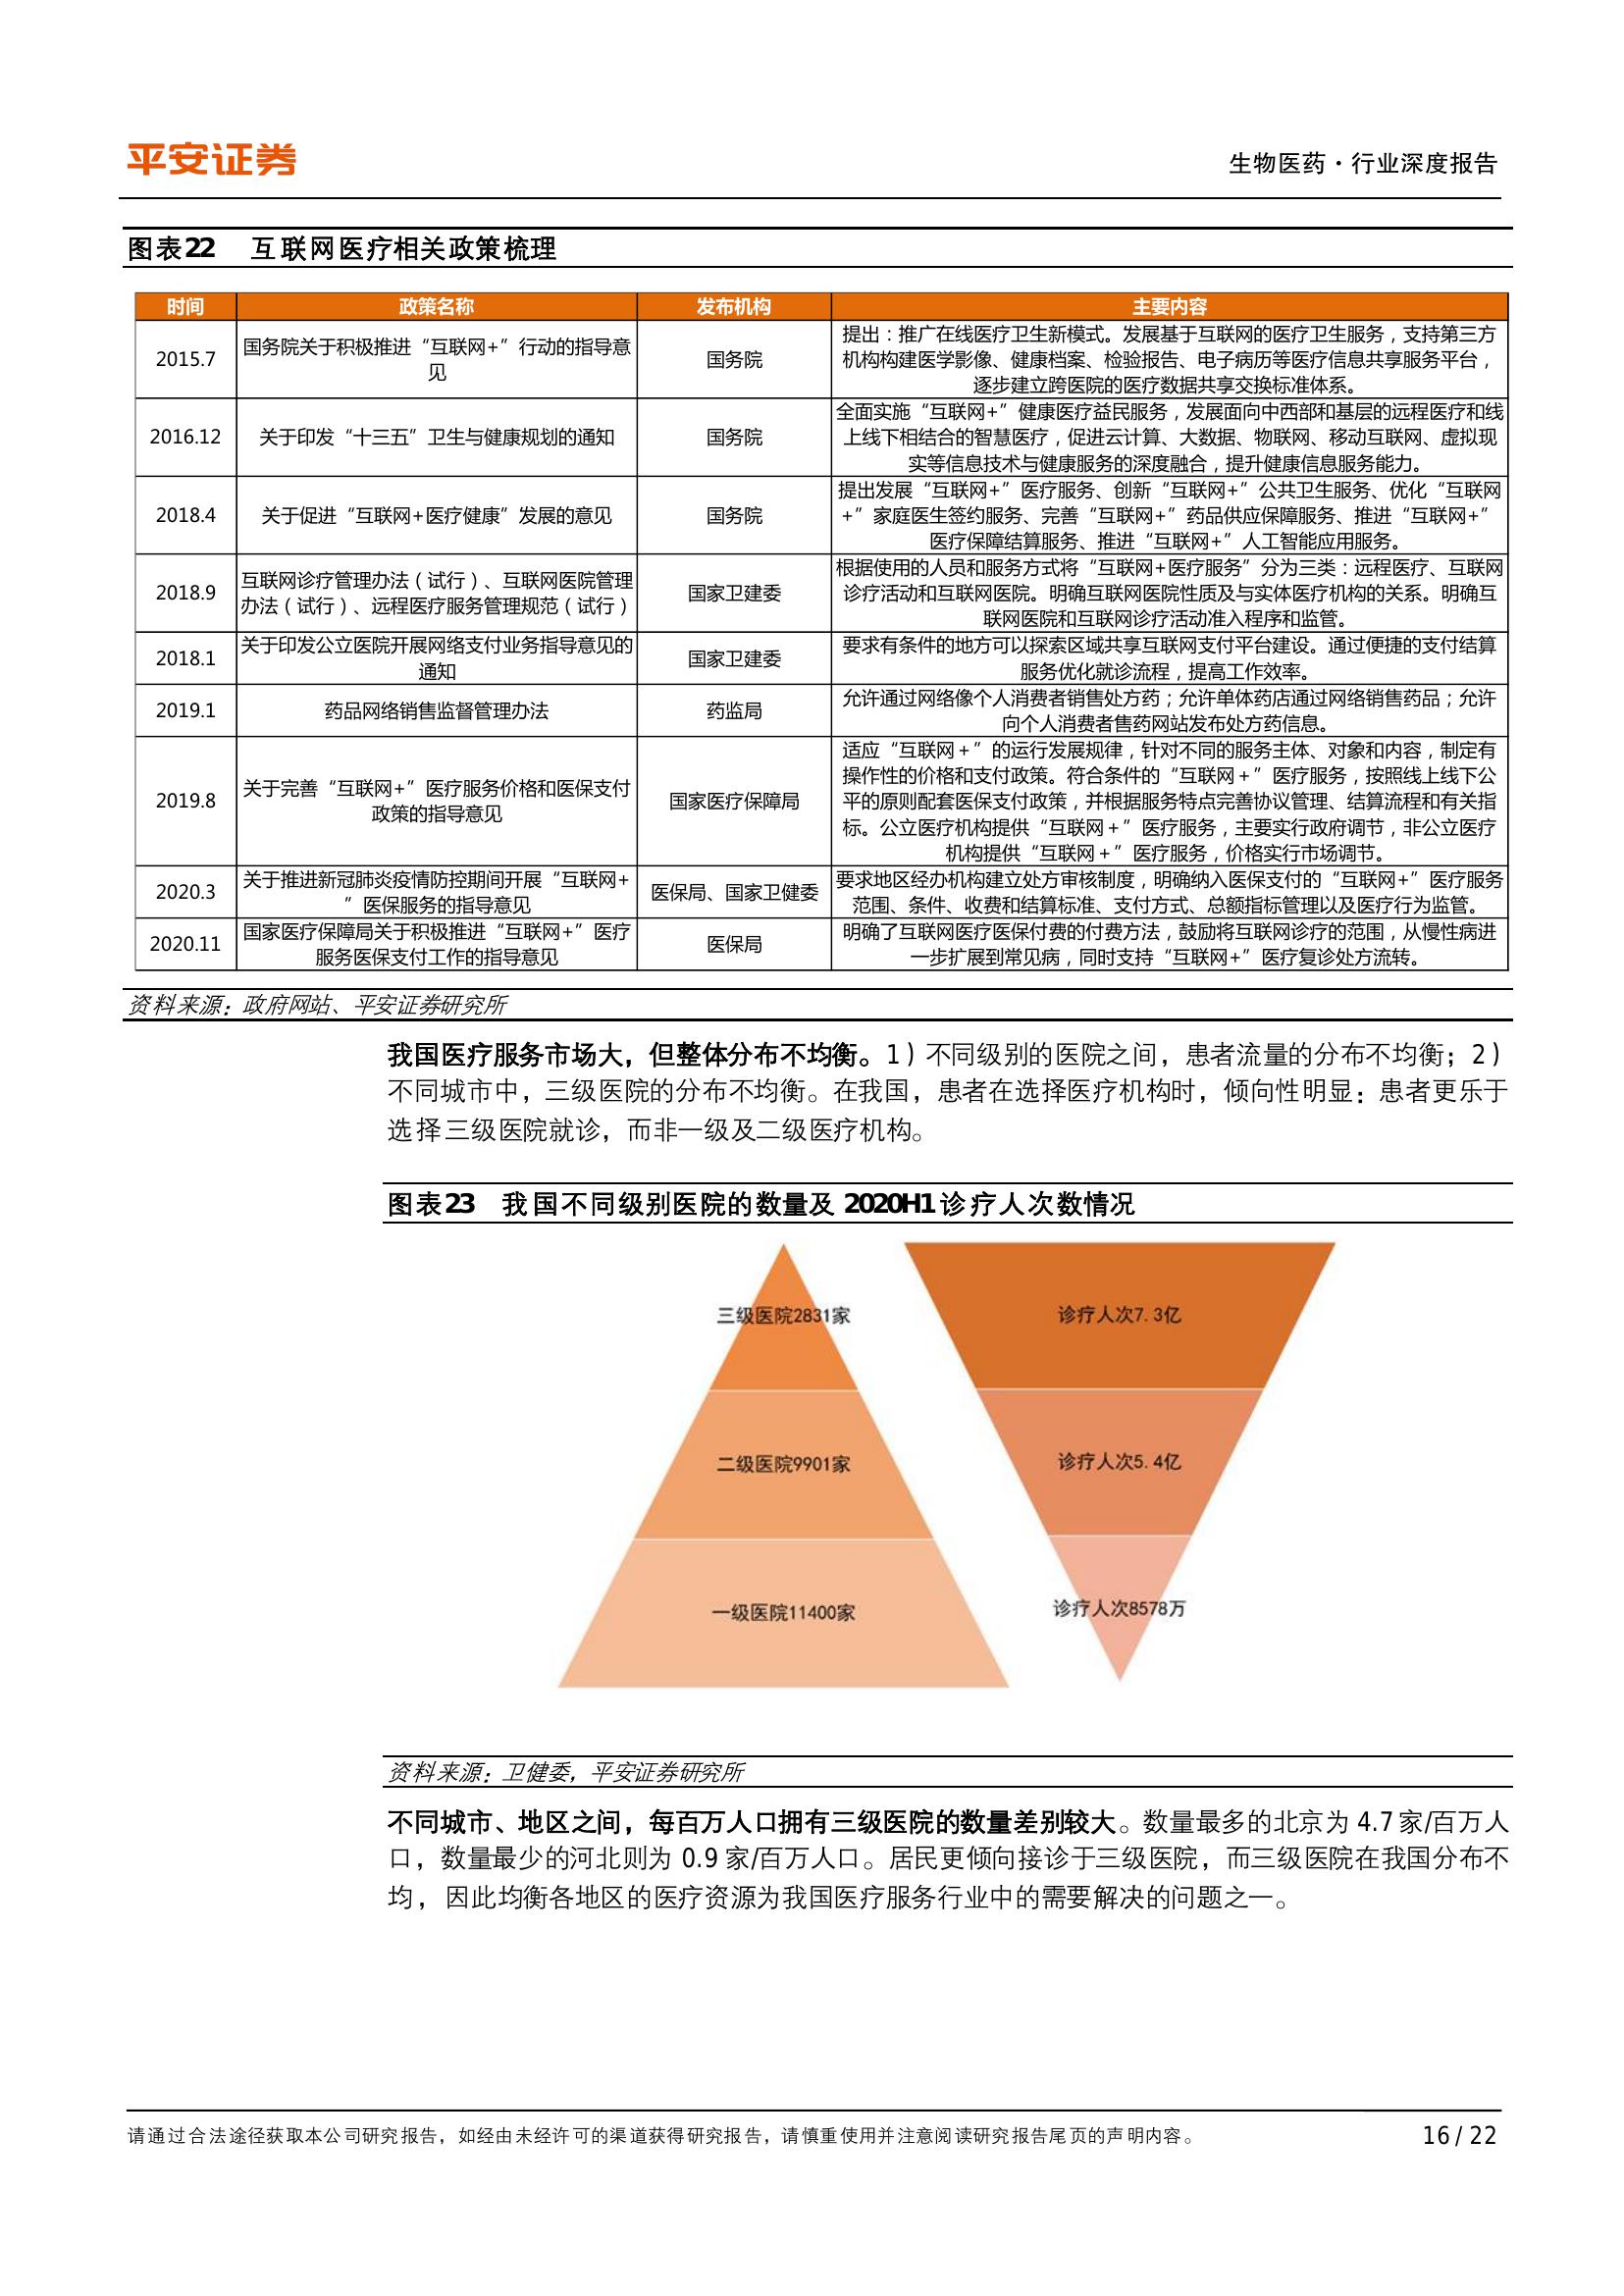 平安证券
生物医药·行业深度报告
图表22 互联网医疗相关政策梳理
时间 政策名称 发布机构 主要内容
2015.7
国务院关于积极推进“互联网+”行动的指导意
见
国务院
提出：推广在线医疗卫生新模式。发展基于互联网的医疗卫生服务，支持第三方
机构构建医学影像、健康档案、检验报告、电子病历等医疗信息共享服务平台，
逐步建立跨医院的医疗数据共享交换标准体系。
2016.12
关于印发“十三五”卫生与健康规划的通知
国务院
全面实施“互联网+”健康医疗益民服务，发展面向中西部和基层的远程医疗和线
上线下相结合的智慧医疗，促进云计算、大数据、物联网、移动互联网、虚拟现
实等信息技术与健康服务的深度融合，提升健康信息服务能力。
2018.4
关于促进“互联网+医疗健康”发展的意见
国务院
提出发展“互联网+”医疗服务、创新“互联网+”公共卫生服务、优化“互联网
+”家庭医生签约服务、完善“互联网+”药品供应保障服务、推进“互联网+”
医疗保障结算服务、推进“互联网+”人工智能应用服务。
2018.9
互联网诊疗管理办法（试行）、互联网医院管理
办法（试行）、远程医疗服务管理规范（试行）
国家卫建委
根据使用的人员和服务方式将“互联网+医疗服务”分为三类：远程医疗、互联网
诊疗活动和互联网医院。明确互联网医院性质及与实体医疗机构的关系。明确互
联网医院和互联网诊疗活动准入程序和监管。
2018.1
关于印发公立医院开展网络支付业务指导意见的
通知
国家卫建委
要求有条件的地方可以探索区域共享互联网支付平台建设。通过便捷的支付结算
服务优化就诊流程，提高工作效率。
2019.1
药品网络销售监督管理办法
药监局
允许通过网络像个人消费者销售处方药；允许单体药店通过网络销售药品；允许
向个人消费者售药网站发布处方药信息。
2019.8
关于完善“互联网+”医疗服务价格和医保支付
政策的指导意见
国家医疗保障局
适应“互联网＋”的运行发展规律，针对不同的服务主体、对象和内容，制定有
操作性的价格和支付政策。符合条件的“互联网＋”医疗服务，按照线上线下公
平的原则配套医保支付政策，并根据服务特点完善协议管理、结算流程和有关指
标。公立医疗机构提供“互联网＋”医疗服务，主要实行政府调节，非公立医疗
机构提供“互联网＋”医疗服务，价格实行市场调节。
2020.3
关于推进新冠肺炎疫情防控期间开展“互联网+
”医保服务的指导意见
医保局、国家卫健委
要求地区经办机构建立处方审核制度，明确纳入医保支付的“互联网+”医疗服务
范围、条件、收费和结算标准、支付方式、总额指标管理以及医疗行为监管。
2020.11
国家医疗保障局关于积极推进“互联网+”医疗
服务医保支付工作的指导意见
医保局
明确了互联网医疗医保付费的付费方法，鼓励将互联网诊疗的范围，从慢性病进
一步扩展到常见病，同时支持“互联网+”医疗复诊处方流转。
资料来源：政府网站、平安证券研究所
我国医疗服务市场大，但整体分布不均衡。1）不同级别的医院之间，患者流量的分布不均衡；2）
不同城市中，三级医院的分布不均衡。在我国，患者在选择医疗机构时，倾向性明显：患者更乐于
选择三级医院就诊，而非一级及二级医疗机构。
图表23 我国不同级别医院的数量及 2020H1 诊疗人次数情况
三级医院2831家
诊疗人次7.3亿
二级医院9901家
诊疗人次5.4亿
一级医院11400家
诊疗人次8578万
资料来源：卫健委，平安证券研究所
不同城市、地区之间，每百万人口拥有三级医院的数量差别较大。数量最多的北京为 4.7 家/百万人
口，数量最少的河北则为 0.9 家/百万人口。居民更倾向接诊于三级医院，而三级医院在我国分布不
均，因此均衡各地区的医疗资源为我国医疗服务行业中的需要解决的问题之一。
请通过合法途径获取本公司研究报告，如经由未经许可的渠道获得研究报告，请慎重使用并注意阅读研究报告尾页的声明内容。
16 / 22